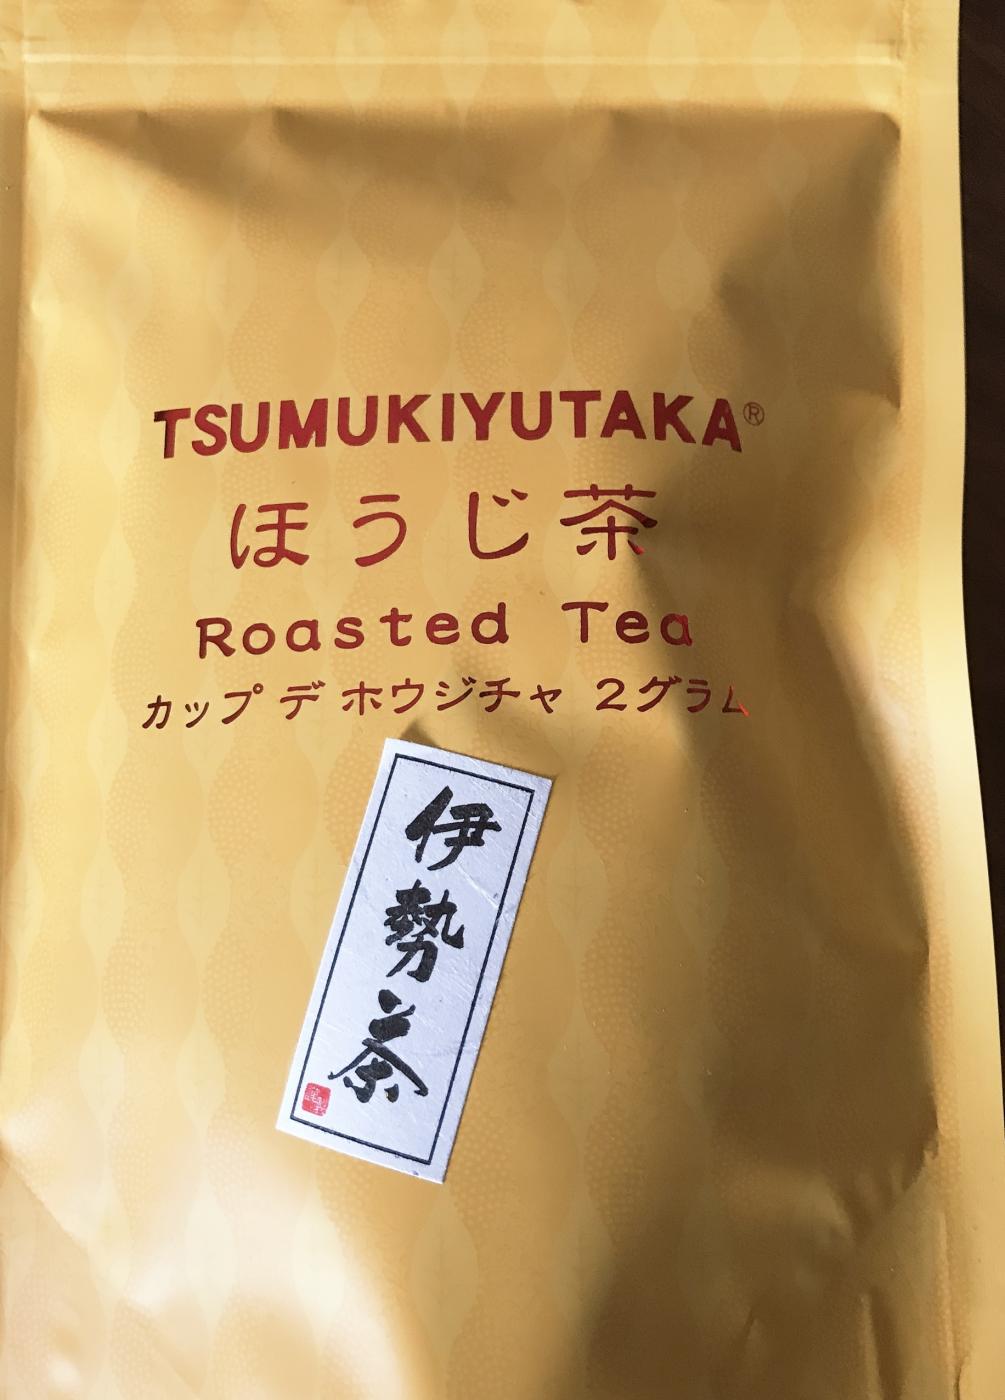 TSUMUKIYUTAKA®
ほうじ茶
Roasted Tea
カップ デ ホウジチャ 2グラム
伊勢茶